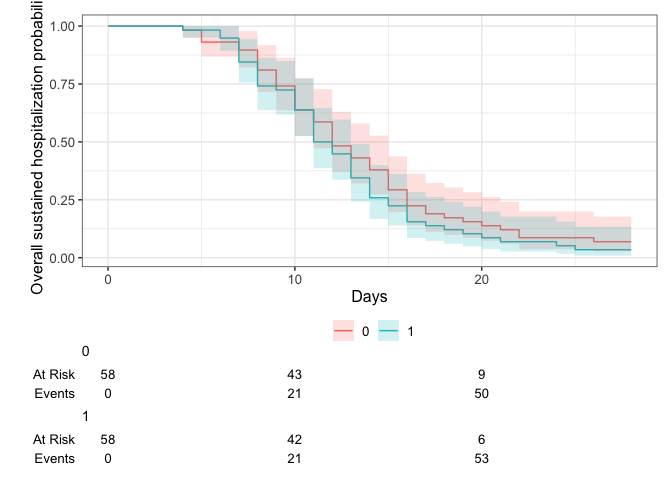 Overall sustained hospitalization probabili
1.00
0.75
0.50
0.25
0.00
0 10 20
Days
0 1
0
At Risk 58 43 9
Events 0 21 50
1
At Risk 58 42 6
Events 0 21 53